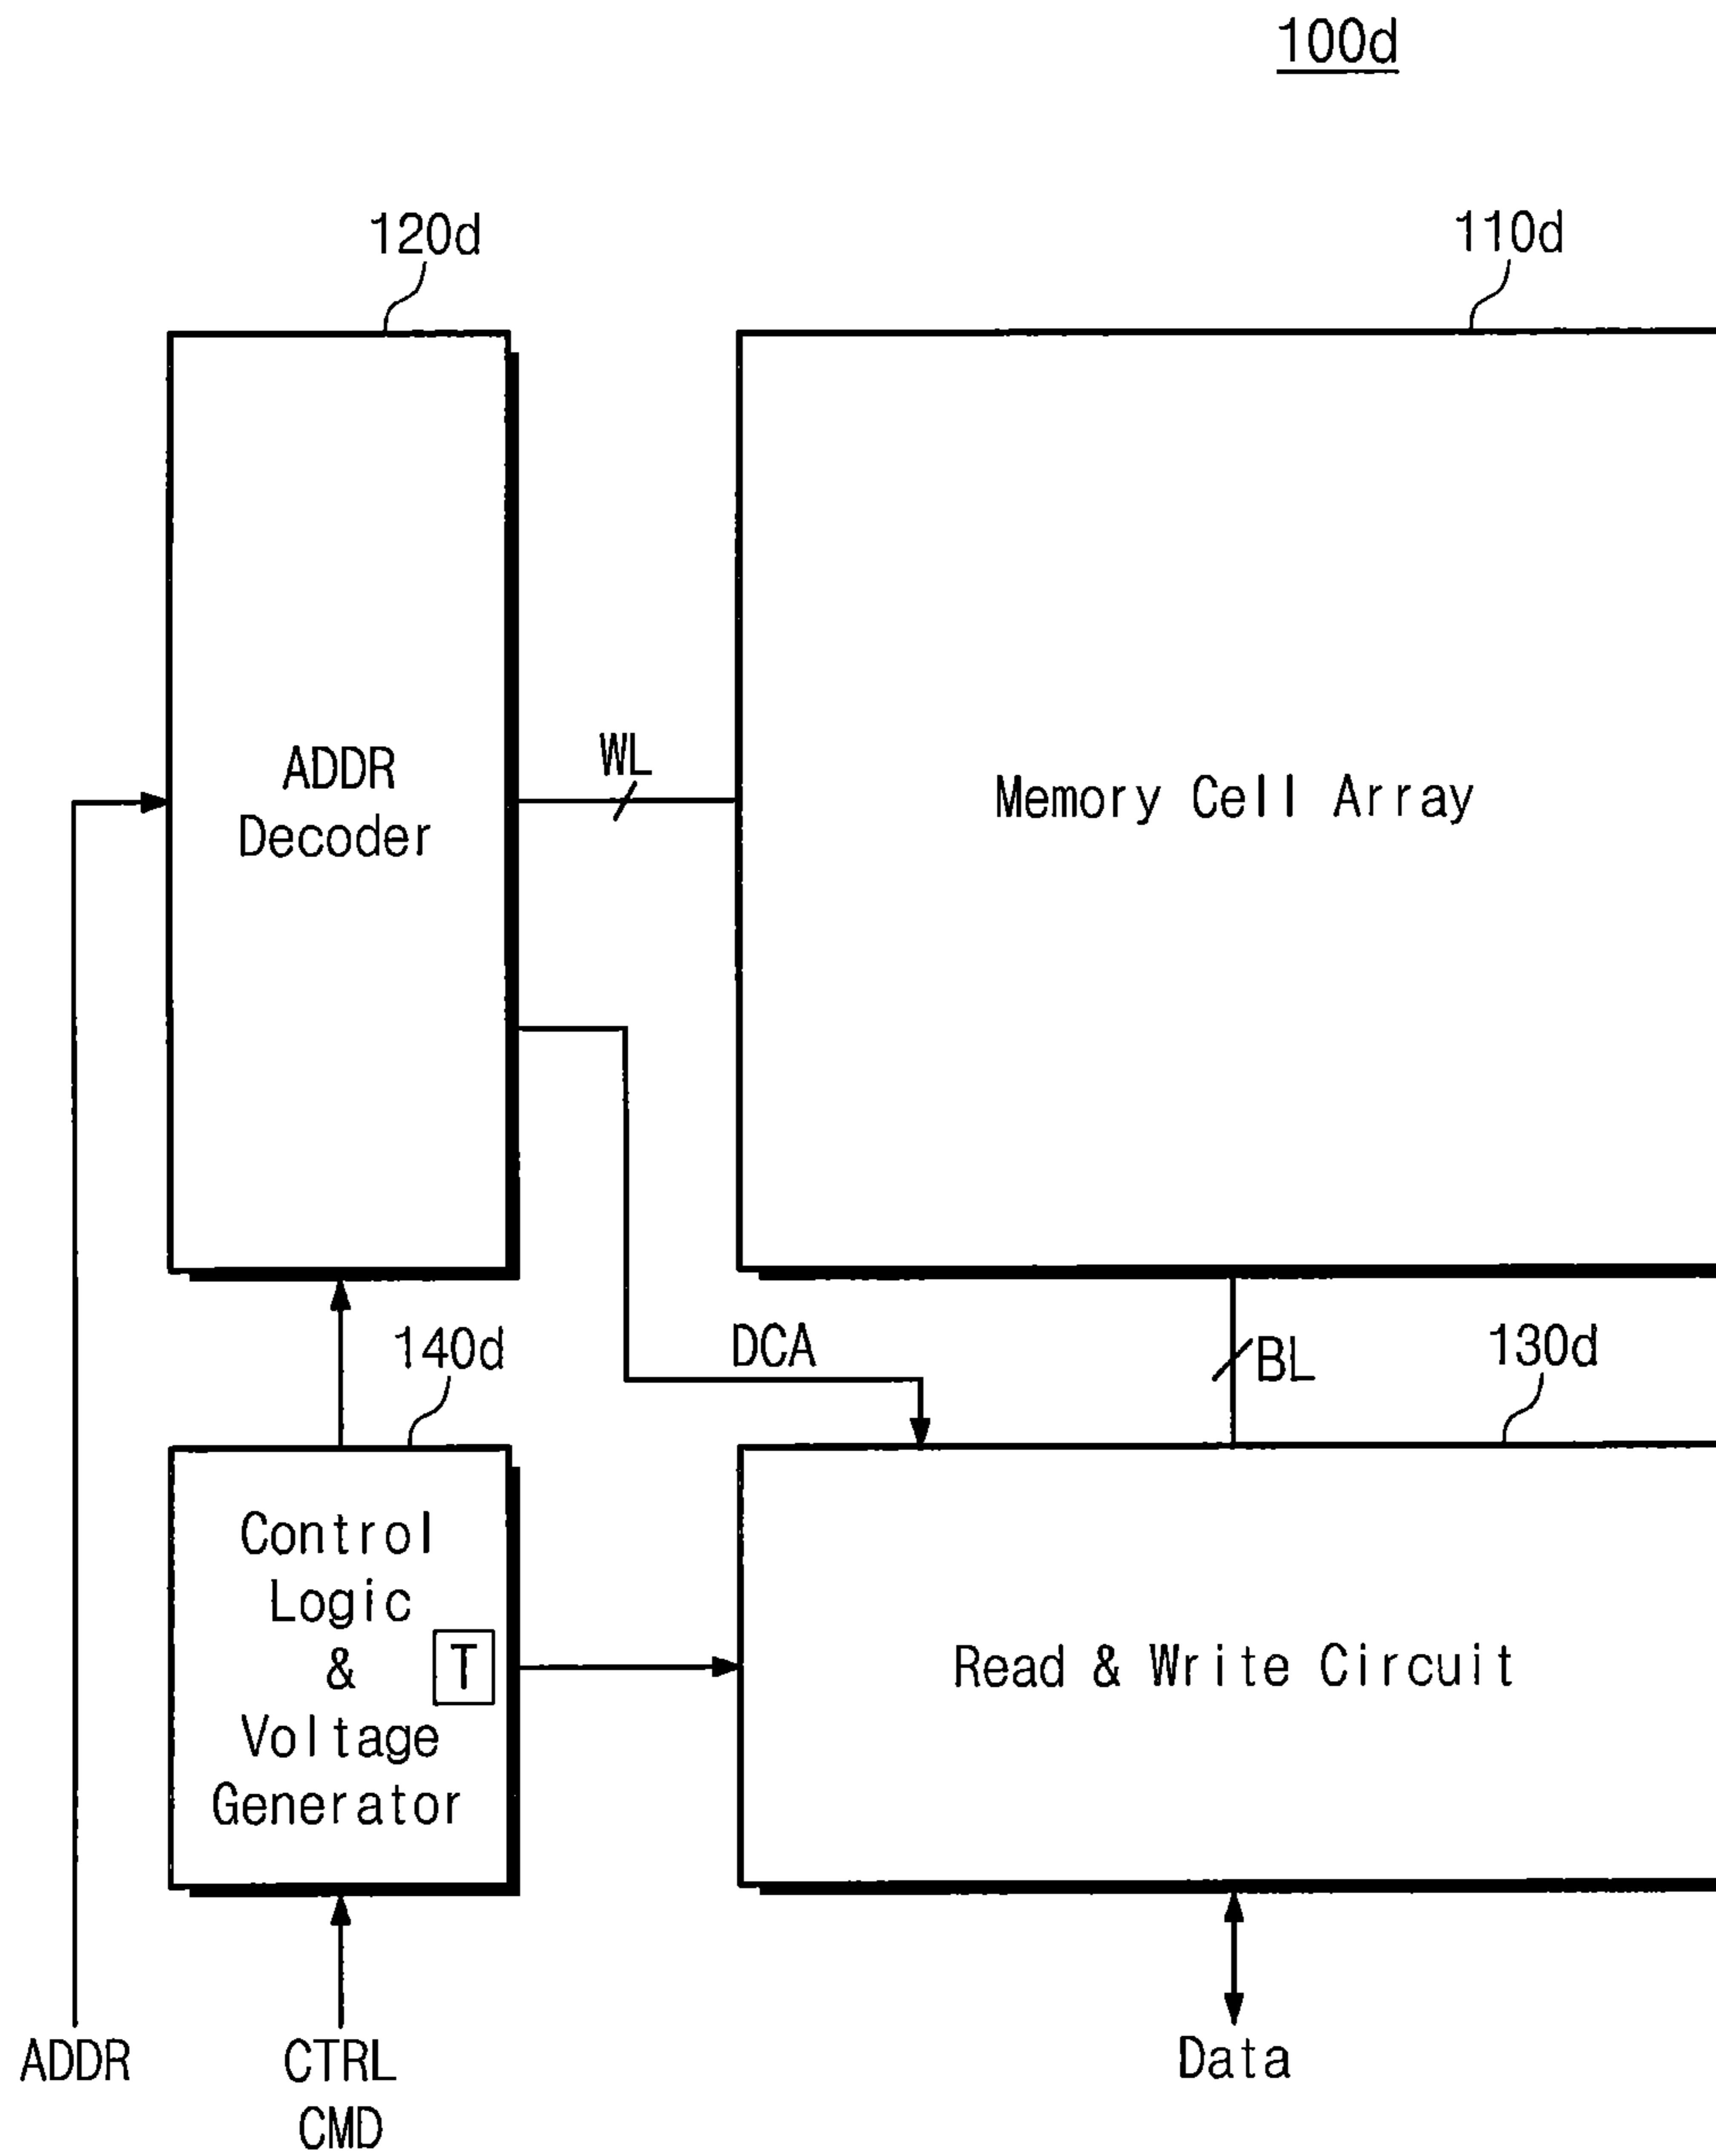 100d
120d
110d
ADDR
Decoder
WL
Memory Cell Array
140d
DCA
BL
130d
Control
Logic
&
Voltage
Generator
T
Read & Write Circuit
ADDR
CTRL
CMD
Data